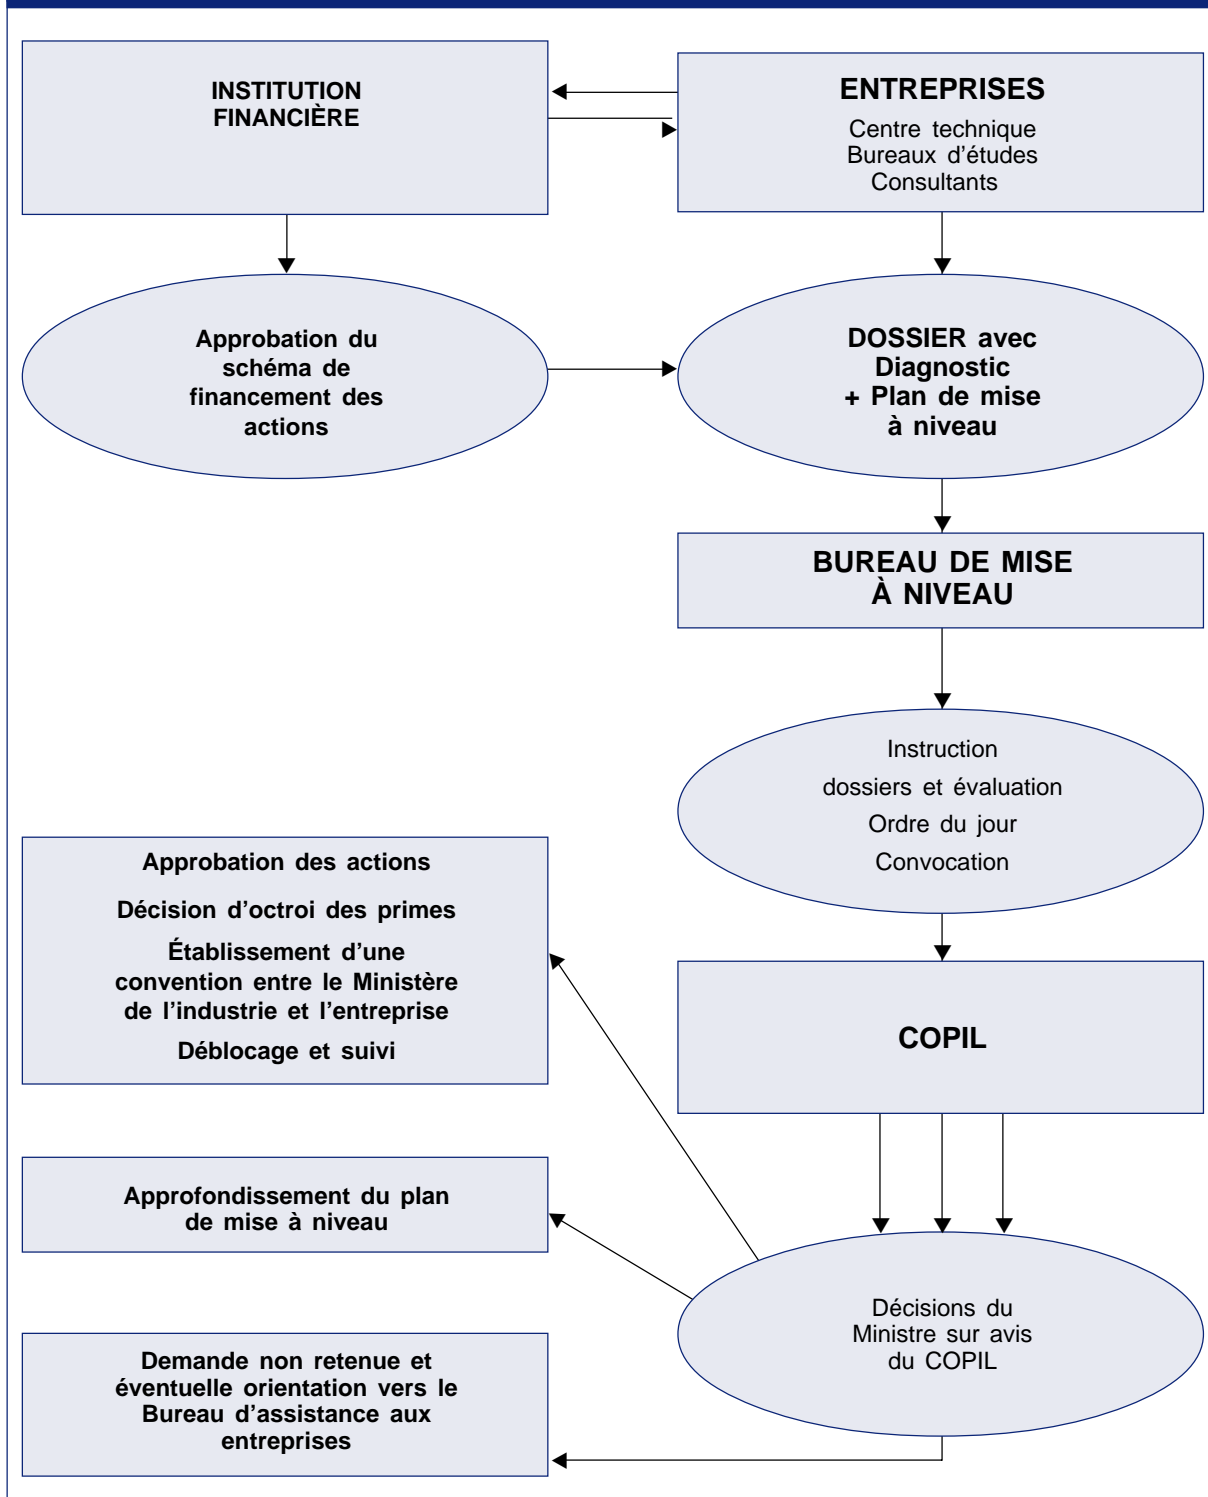 INSTITUTION
FINANCIÈRE
ENTREPRISES
Centre technique
Bureaux d'études
Consultants
Approbation du
schéma de
financement des
actions
DOSSIER avec
Diagnostic
+ Plan de mise
à niveau
BUREAU DE MISE
À NIVEAU
Instruction
dossiers et évaluation
Ordre du jour
Convocation
Approbation des actions
Décision d'octroi des primes
Établissement d'une
convention entre le Ministère
de l'industrie et l'entreprise
Déblocage et suivi
COPIL
Approfondissement du plan
de mise à niveau
Décisions du
Ministre sur avis
du COPIL
Demande non retenue et
éventuelle orientation vers le
Bureau d'assistance aux
entreprises